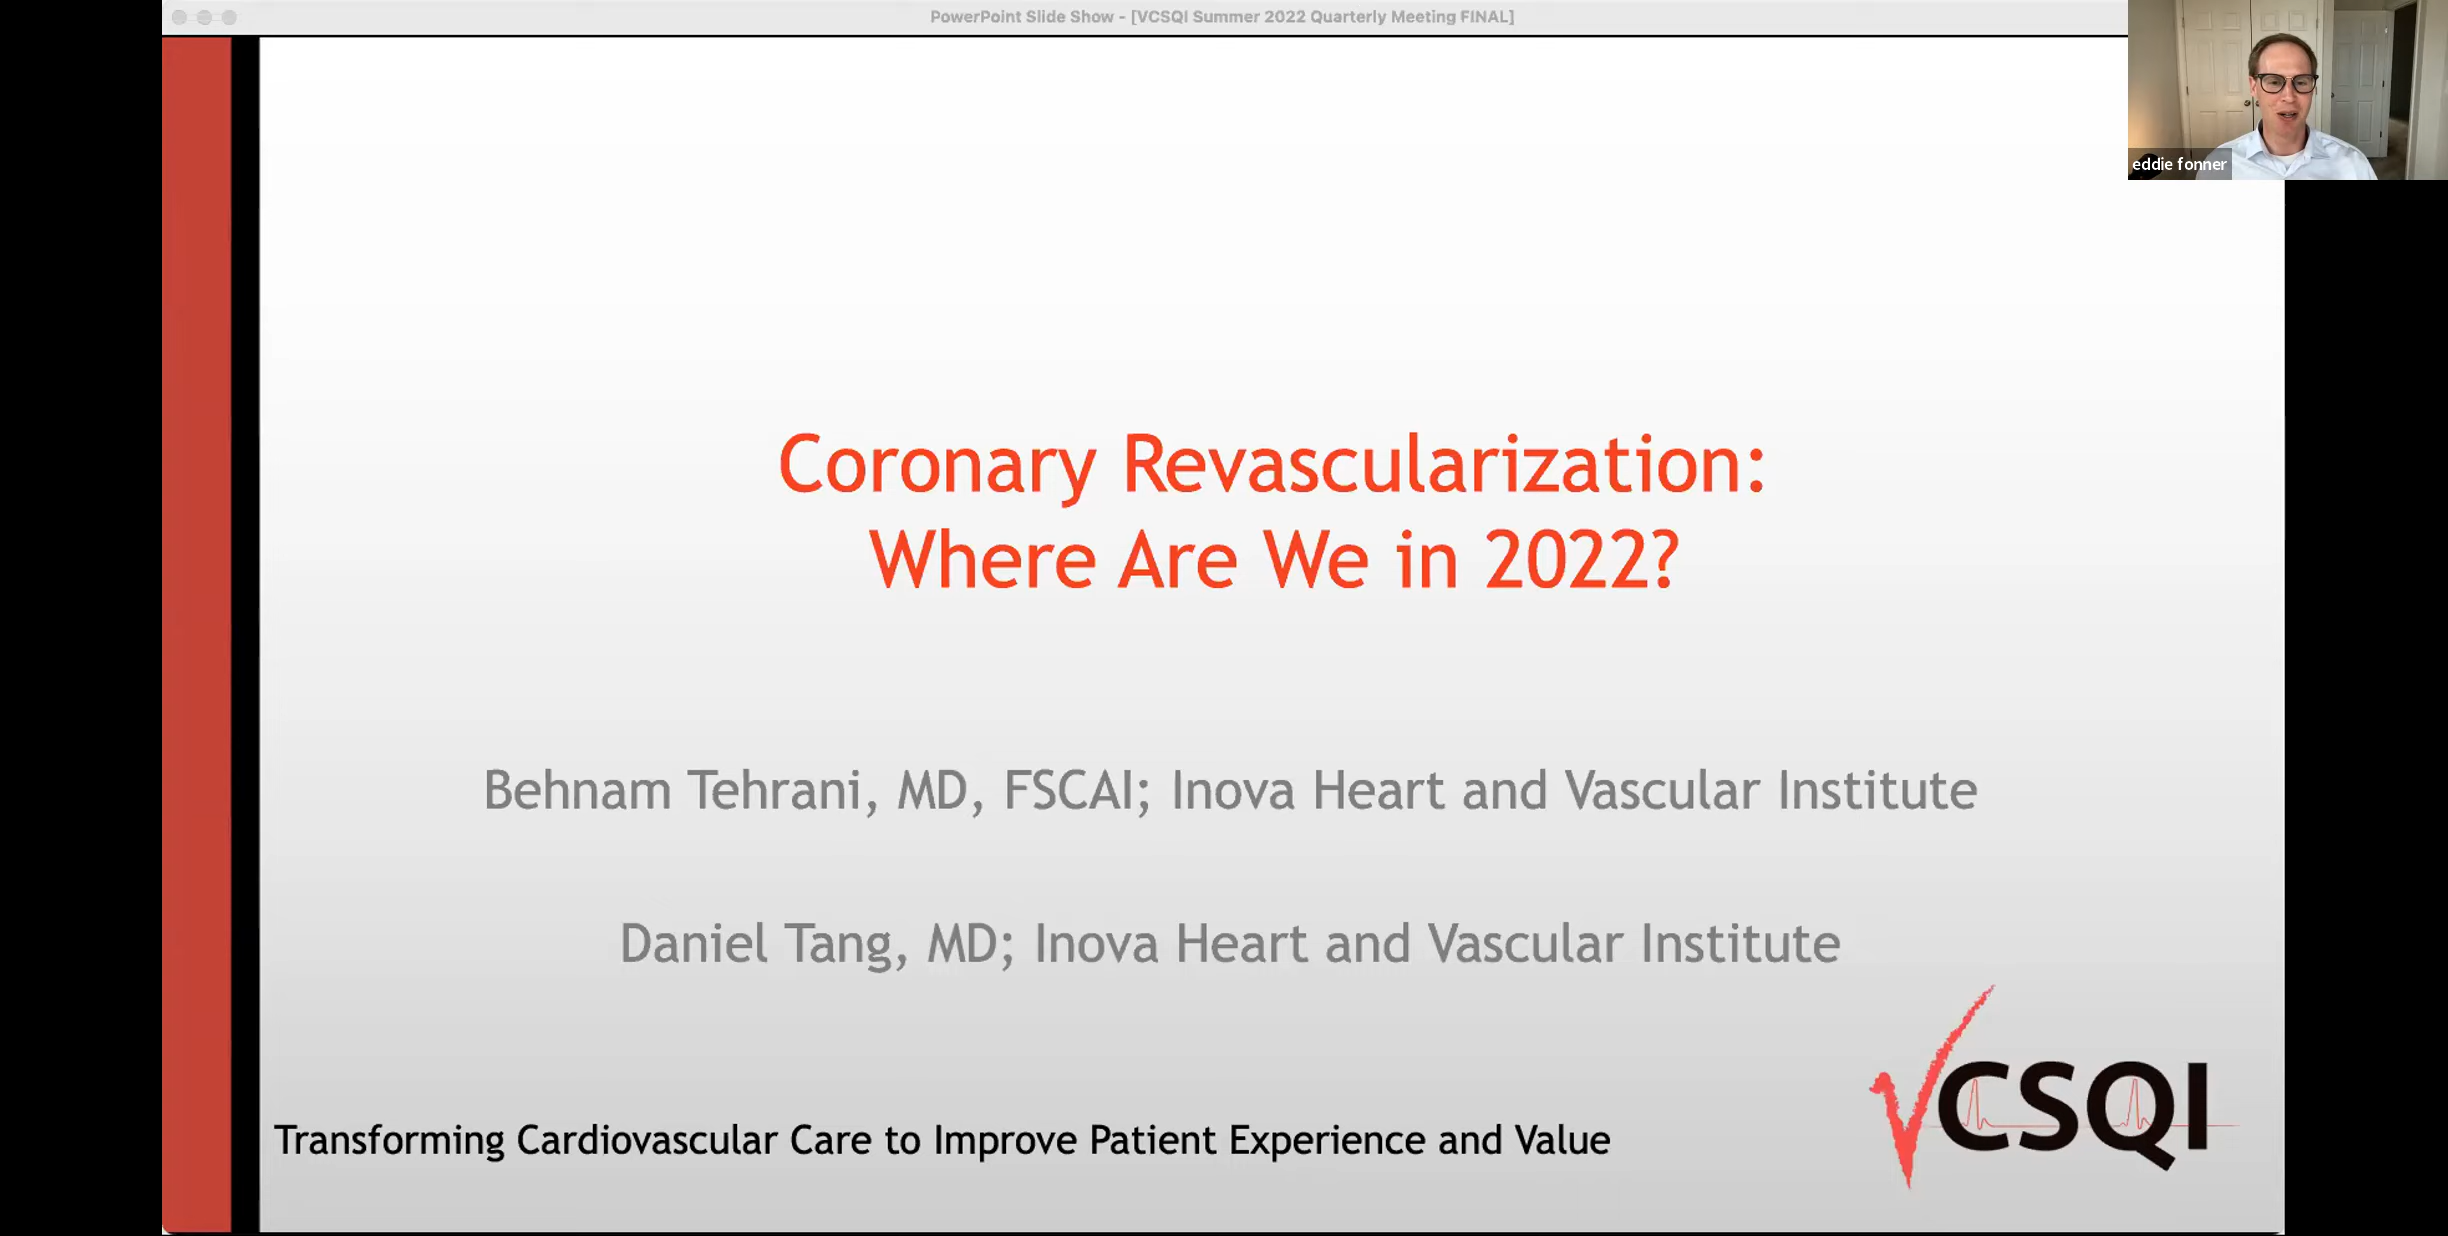 PowerPoint Slide Show - [VCSQI Summer 2022 Quarterly Meeting FINAL]
eddie fonner
Coronary Revascularization:
Where Are We in 2022?
Behnam Tehrani, MD, FSCAI; Inova Heart and Vascular Institute
Daniel Tang, MD; Inova Heart and Vascular Institute
VCSQI
Transforming Cardiovascular Care to Improve Patient Experience and Value